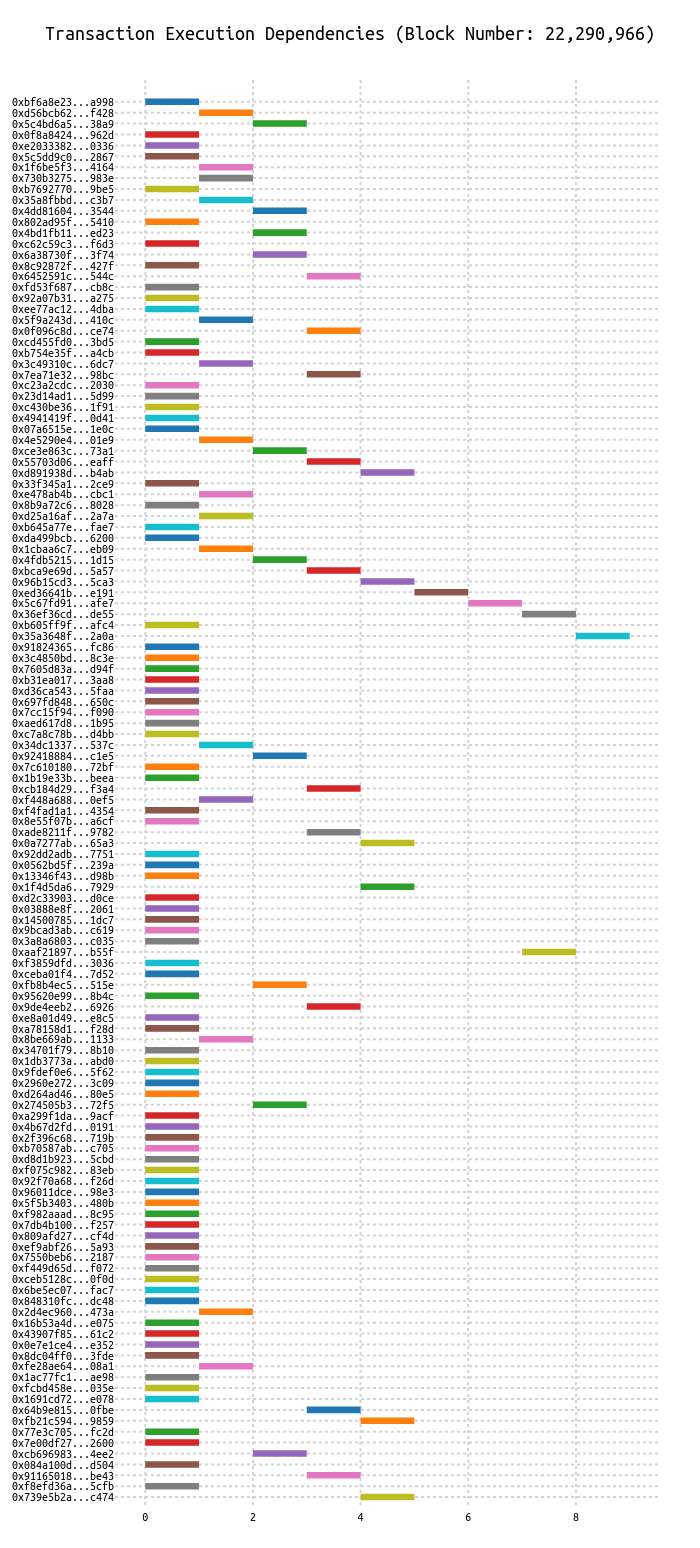 Transaction Execution Dependencies (Block Number: 22,290,966)
0xbf6a8e23...a998
0xd56bcb62...f428
0x5c4bd6a5...38a9
0x0f8a8424...962d
0xe2033382...0336
0x5c5dd9c0...2867
0x1f6be5f3...4164
0x730b3275...983e
0xb7692770...9be5
0x35a8fbbd...c3b7
0x4dd81604...3544
0x802ad95f...5410
0x4bd1fb11...ed23
0xc62c59c3...f6d3
0x6a38730f...3f74
0x8c92872f...427f
0x6452591c...544c
0xfd53f687...cb8c
0x92a07b31...a275
0xee77ac12...4dba
0x5f9a243d...410c
0x0f096c8d...ce74
0xcd455fd0...3bd5
0xb754e35f...a4cb
0x3c49310c...6dc7
0x7ea71e32...98bc
0xc23a2cdc...2030
0x23d14ad1...5d99
0xc430be36...1f91
0x4941419f...0d41
0x07a6515e...1e0c
0x4e5290e4...01e9
0xce3e863c...73a1
0x55703d06...eaff
0xd891938d...b4ab
0x33f345a1...2ce9
0xe478ab4b...cbc1
0x8b9a72c6...8028
0xd25a16af...2a7a
0xb645a77e...fae7
0xda499bcb...6200
0x1cbaa6c7...eb09
0x4fdb5215...1d15
0xbca9e69d...5a57
0x96b15cd3...5ca3
0xed36641b...e191
0x5c67fd91...afe7
0x36ef36cd...de55
0xb605ff9f...afc4
0x35a3648f...2a0a
0x91824365...fc86
0x3c4850bd...8c3e
0x7605d83a...d94f
0xb31ea017...3aa8
0xd36ca543...5faa
0x697fd848...650c
0x7cc15f94...f090
0xaed617d8...1b95
0xc7a8c78b...d4bb
0x34dc1337...537c
0x92418884...c1e5
0x7c610180...72bf
0x1b19e33b...beea
0xcb184d29...f3a4
0xf448a688...0ef5
0xf4fad1a1...4354
0x8e55f07b...a6cf
0xade8211f...9782
0x0a7277ab...65a3
0x92dd2adb...7751
0x0562bd5f...239a
0x13346f43...d98b
0x1f4d5da6...7929
0xd2c33903...d0ce
0x03888e8f...2061
0x14500785...1dc7
0x9bcad3ab...c619
0x3a8a6803...c035
0xaaf21897...b55f
0xf3859dfd...3036
0xceba01f4...7d52
0xfb8b4ec5...515e
0x95620e99...8b4c
0x9de4eeb2...6926
0xe8a01d49...e8c5
0xa78158d1...f28d
0x8be669ab...1133
0x34701f79...8b10
0x1db3773a...abd0
0x9fdef0e6...5f62
0x2960e272...3c09
0xd264ad46...80e5
0x274505b3...72f5
0xa299f1da...9acf
0x4b67d2fd...0191
0x2f396c68...719b
0xb70587ab...c705
0xd8d1b923...5cbd
0xf075c982...83eb
0x92f70a68...f26d
0x96011dce...98e3
0x5f5b3403...480b
0xf982aaad...8c95
0x7db4b100...f257
0x809afd27...cf4d
0xef9abf26...5a93
0x7550beb6...2187
0xf449d65d...f072
0xceb5128c...0f0d
0x6be5ec07...fac7
0x848310fc...dc48
0x2d4ec960...473a
0x16b53a4d...e075
0x43907f85...61c2
0x0e7e1ce4...e352
0x8dc04ff0...3fde
0xfe28ae64...08a1
0x1ac77fc1...ae98
0xfcbd458e...035e
0x1691cd72...e078
0x64b9e815...0fbe
0xfb21c594...9859
0x77e3c705...fc2d
0x7e00df27...2600
0xcb696983...4ee2
0x084a100d...d504
0x91165018...be43
0xf8efd36a...5cfb
0x739e5b2a...c474
0 2 4 6 8